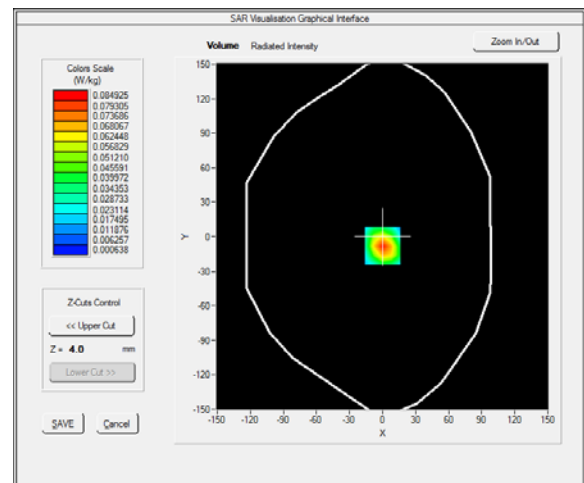 SAR Visualisation Graphical Interface
Volume Radiated Intensity
Zoom In/Out
Colors Scale
(W/kg)
0.084925
0.079305
0.073686
0.068067
0.062448
0.056829
0.051210
0.045591
0.039972
0.034353
0.028733
0.023114
0.017495
0.011876
0.006257
0.000638
Z-Cuts Control
<< Upper Cut
Z = 4.0 mm
Lower Cut >>
SAVE Cancel
150
120
90
60
30
0
-30
-60
-90
-120
-150
Y
-150 -120 -90 -60 -30 0 30 60 90 120 150
X